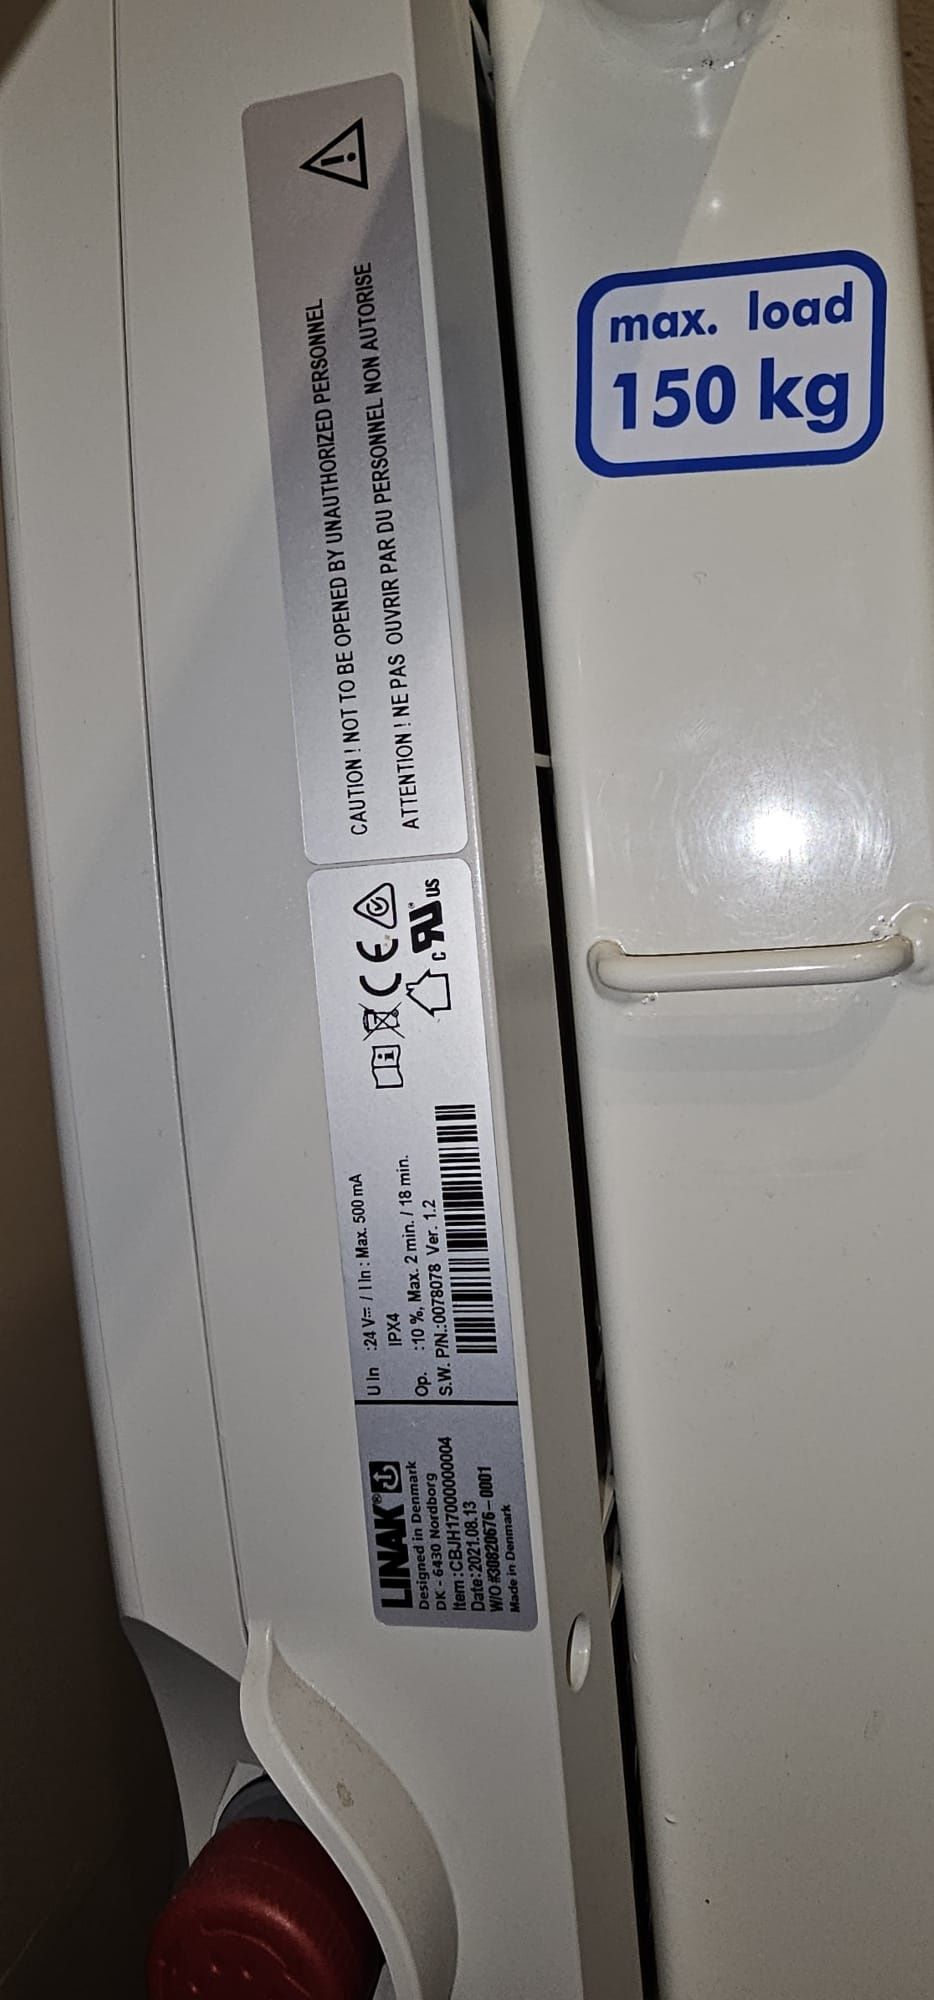 max. load
150 kg
CAUTION ! NOT TO BE OPENED BY UNAUTHORIZED PERSONNEL
ATTENTION ! NE PAS OUVRIR PAR DU PERSONNEL NON AUTORISE
LINAK®
Designed in Denmark
DK - 6430 Nordborg
Item:CBJH17000000004
Date:2021.08.13
W/O #30820676-0001
Made in Denmark
U In :24 V⎓ / I In : Max. 500 mA
IPX4
Op. :10 %, Max. 2 min. / 18 min.
S.W. P/N.:0078078 Ver. 1.2
CE
c RU® US